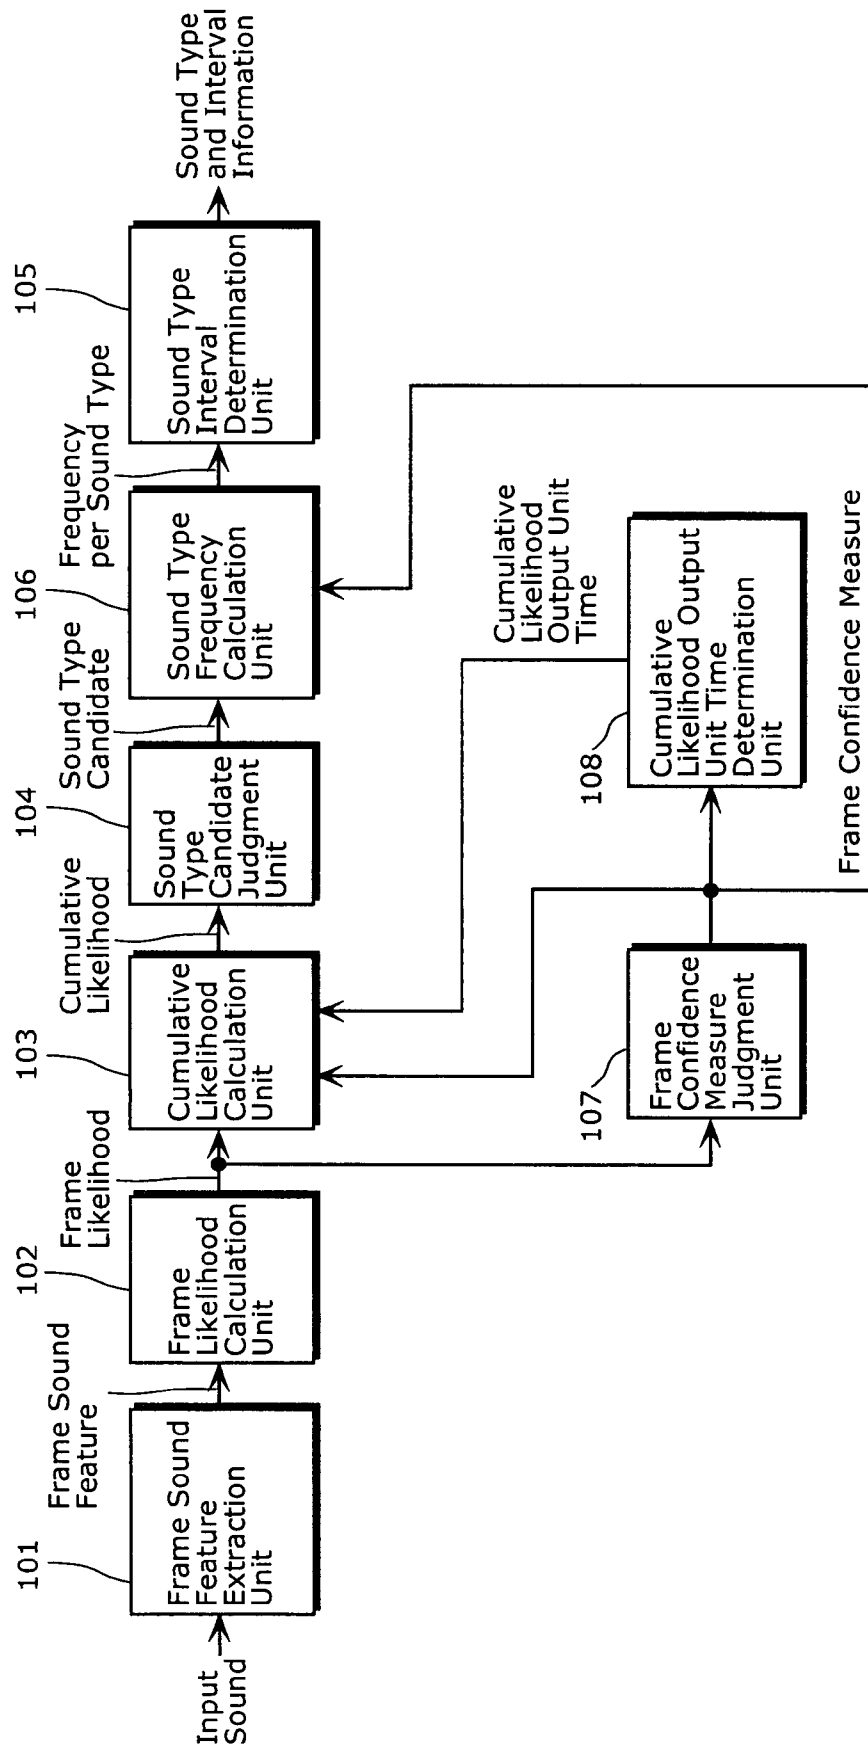 Input
Sound
101
Frame Sound
Feature
Extraction
Unit
Frame Sound
Feature
102
Frame
Likelihood
Calculation
Unit
Frame
Likelihood
103
Cumulative
Likelihood
Calculation
Unit
Cumulative
Likelihood
104
Sound
Type
Candidate
Judgment
Unit
Sound Type
Candidate
106
Sound Type
Frequency
Calculation
Unit
Frequency
per Sound Type
105
Sound Type
Interval
Determination
Unit
Sound Type
and Interval
Information
107
Frame
Confidence
Measure
Judgment
Unit
108
Cumulative
Likelihood Output
Unit Time
Determination
Unit
Cumulative
Likelihood
Output Unit
Time
Frame Confidence Measure